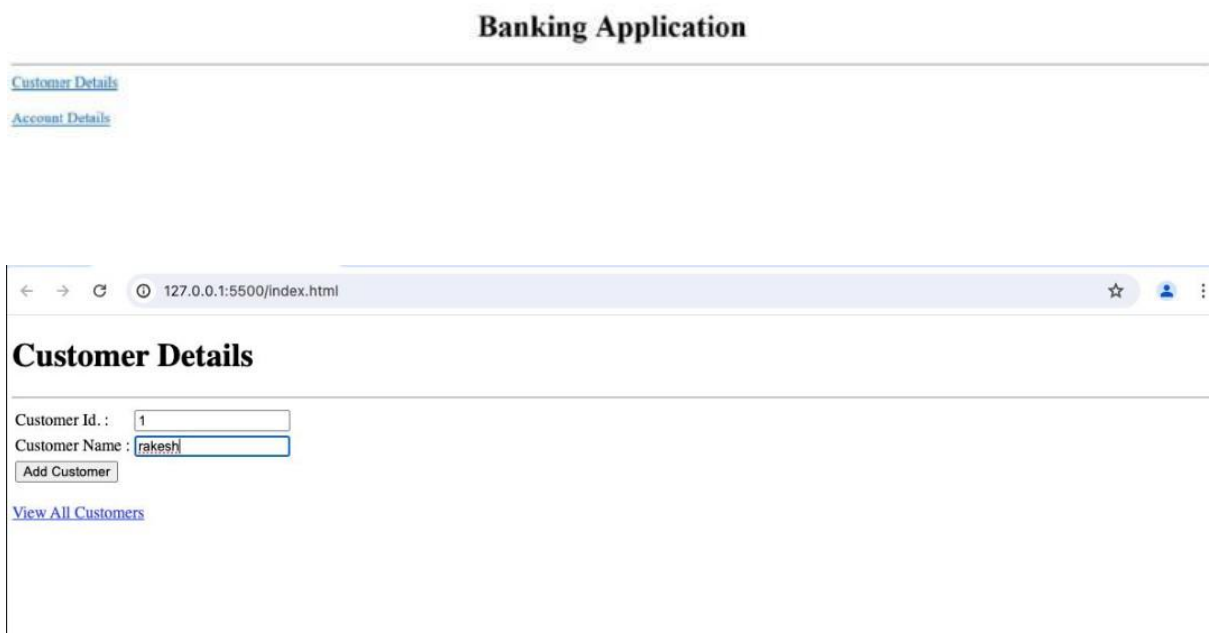 Banking Application
Customer Details
Account Details
127.0.0.1:5500/index.html
Customer Details
Customer Id. : 1
Customer Name : rakesh
Add Customer
View All Customers